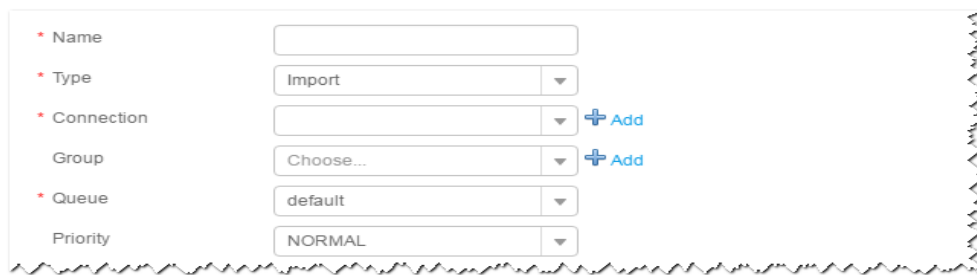 * Name
* Type Import
* Connection Add
Group Choose... Add
* Queue default
Priority NORMAL